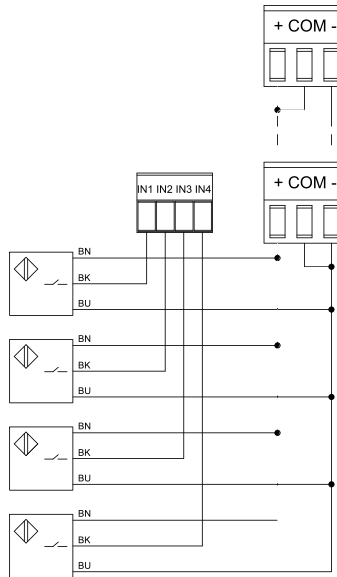 + COM -
+ COM -
IN1 IN2 IN3 IN4
BN
BK
BU
BN
BK
BU
BN
BK
BU
BN
BK
BU